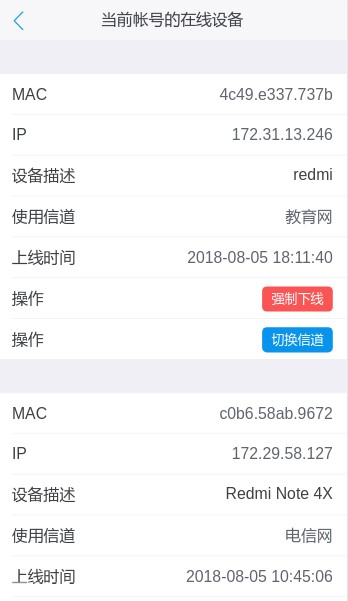 当前帐号的在线设备
MAC 4c49.e337.737b
IP 172.31.13.246
设备描述 redmi
使用信道 教育网
上线时间 2018-08-05 18:11:40
操作 强制下线
操作 切换信道
MAC c0b6.58ab.9672
IP 172.29.58.127
设备描述 Redmi Note 4X
使用信道 电信网
上线时间 2018-08-05 10:45:06